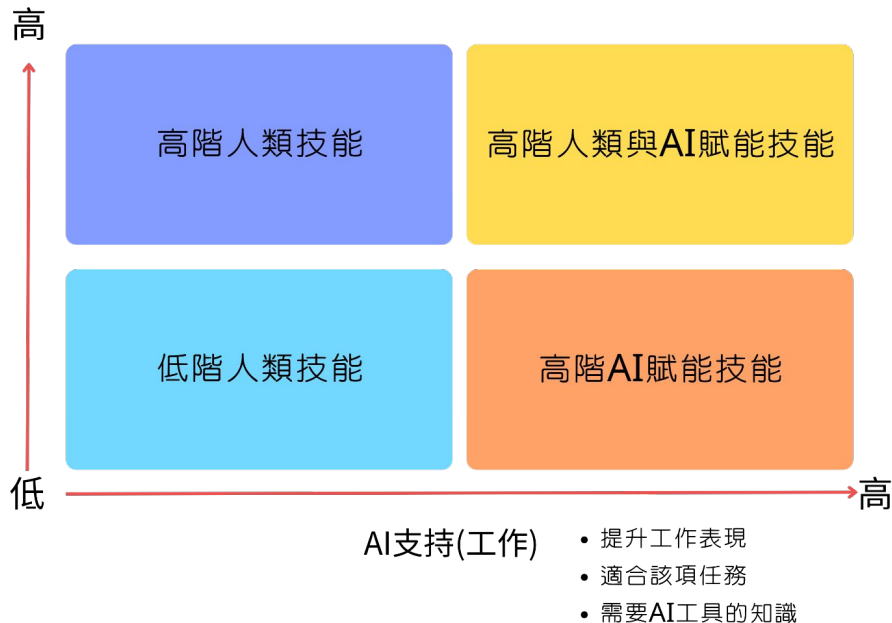 高
高階人類技能
高階人類與AI賦能技能
低階人類技能
高階AI賦能技能
低
高
AI支持(工作)
• 提升工作表現
• 適合該項任務
• 需要AI工具的知識